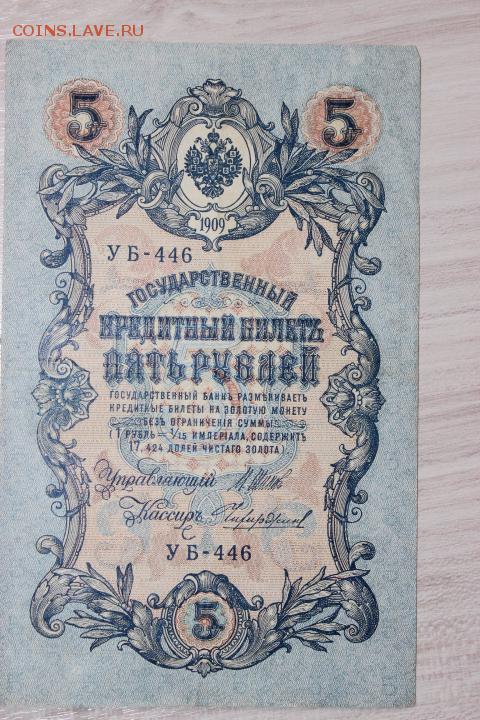 COINS.LAVE.RU
5 5
1909
УБ-446
ГОСУДАРСТВЕННЫЙ
КРЕДИТНЫЙ БИЛЕТЪ
ПЯТЬ РУБЛЕЙ
ГОСУДАРСТВЕННЫЙ БАНКЪ РАЗМѢНИВАЕТЪ
КРЕДИТНЫЕ БИЛЕТЫ НА ЗОЛОТУЮ МОНЕТУ
БЕЗЪ ОГРАНИЧЕНІЯ СУММЫ
(1 РУБЛЬ = 1/15 ИМПЕРІАЛА, СОДЕРЖИТЪ
17,424 ДОЛЕЙ ЧИСТАГО ЗОЛОТА)
Управляющій
Кассиръ
УБ-446
5